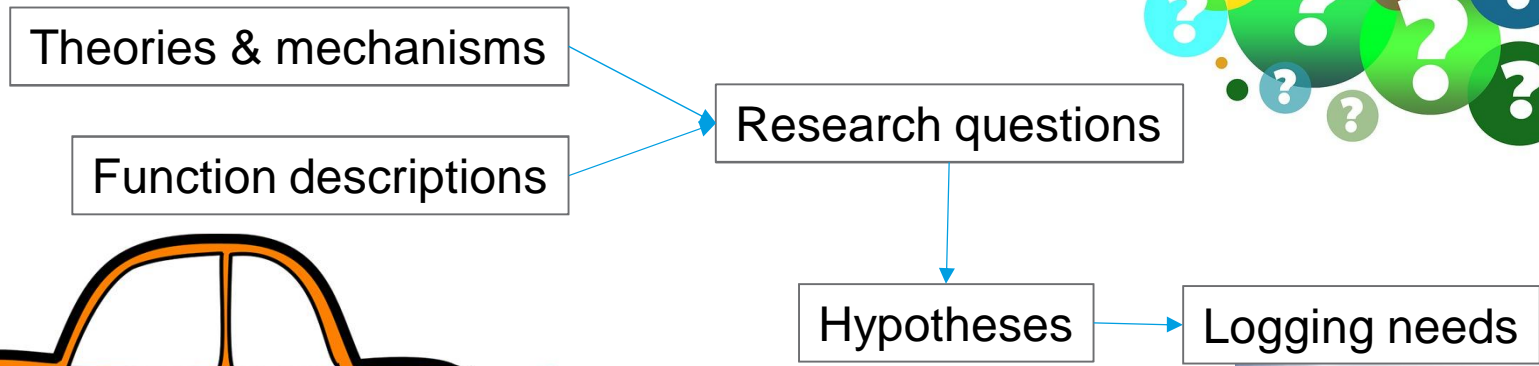 Theories & mechanisms
Function descriptions
Research questions
Hypotheses
Logging needs
? ? ? ? ? ?